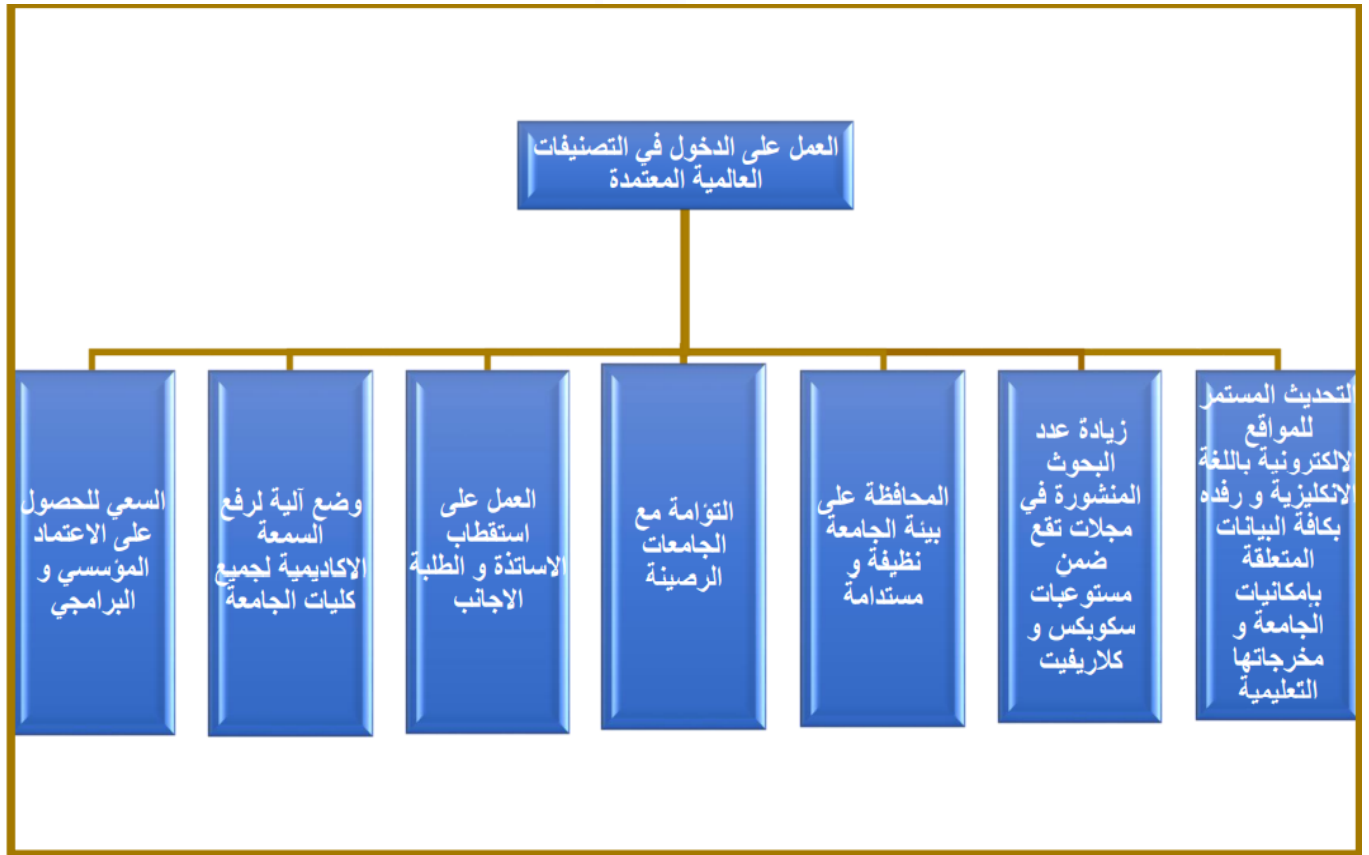 العمل على الدخول في التصنيفات
العالمية المعتمدة
لتحديث المستمر
للمواقع
لالكترونية باللغة
الانكليزية و رفده
بكافة البيانات
المتعلقة
بإمكانيات
الجامعة و
مخرجاتها
التعليمية
زيادة عدد
البحوث
المنشورة في
مجلات تقع
ضمن
مستوعبات
سكوبكس و
كلاريفيت
المحافظة على
بيئة الجامعة
نظيفة و
مستدامة
التؤامة مع
الجامعات
الرصينة
العمل على
استقطاب
الاساتذة و الطلبة
الاجانب
وضع آلية لرفع
السمعة
الاكاديمية لجميع
كليات الجامعة
السعي للحصول
على الاعتماد
المؤسسي و
البرامجي